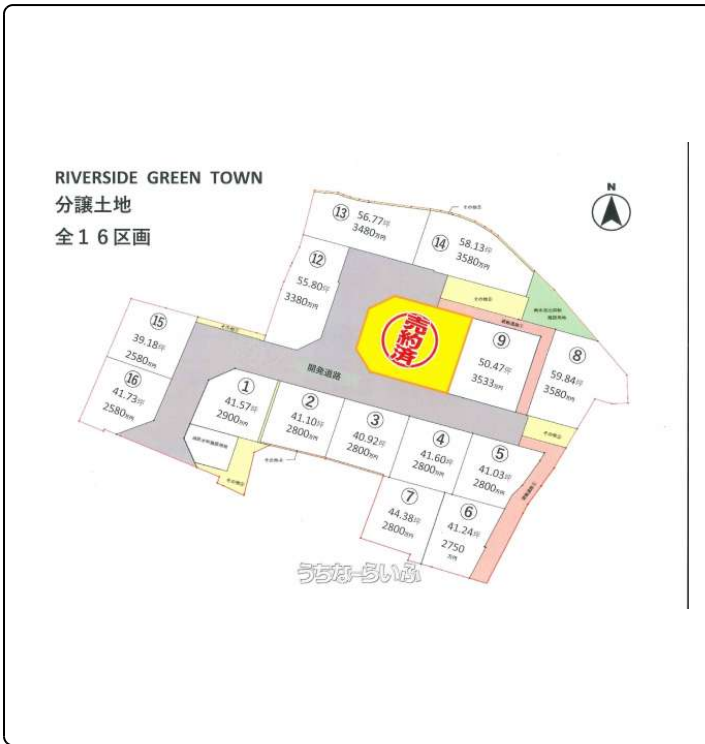 RIVERSIDE GREEN TOWN
分譲土地
全１６区画
N
⑬ 56.77坪
3480万円
⑭ 58.13坪
3580万円
⑫
55.80坪
3380万円
⑮
39.18坪
2580万円
⑯
41.73坪
2580万円
売約済
⑨
50.47坪
3533万円
⑧
59.84坪
3580万円
開発道路
①
41.57坪
2900万円
②
41.10坪
2800万円
③
40.92坪
2800万円
④
41.60坪
2800万円
⑤
41.03坪
2800万円
⑦
44.38坪
2800万円
⑥
41.24坪
2750
万円
うちなーらいふ